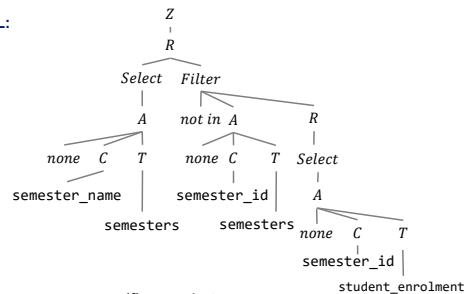 Z
R
Select Filter
A not in A R
none C T none C T Select
semester_name semester_id A
semesters semesters none C T
semester_id
student_enrolment